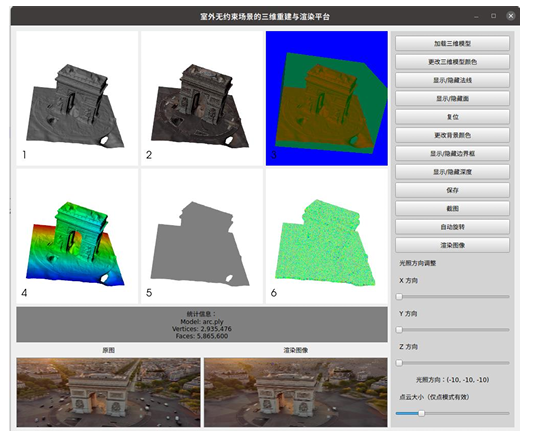 室外无约束场景的三维重建与渲染平台
1
2
3
4
5
6
统计信息：
Model: arc.ply
Vertices: 2,935,476
Faces: 5,865,600
原图
渲染图像
加载三维模型
更改三维模型颜色
显示/隐藏法线
显示/隐藏面
复位
更改背景颜色
显示/隐藏边界框
显示/隐藏深度
保存
截图
自动旋转
渲染图像
光照方向调整
X 方向
Y 方向
Z 方向
光照方向：(-10, -10, -10)
点云大小（仅点模式有效）